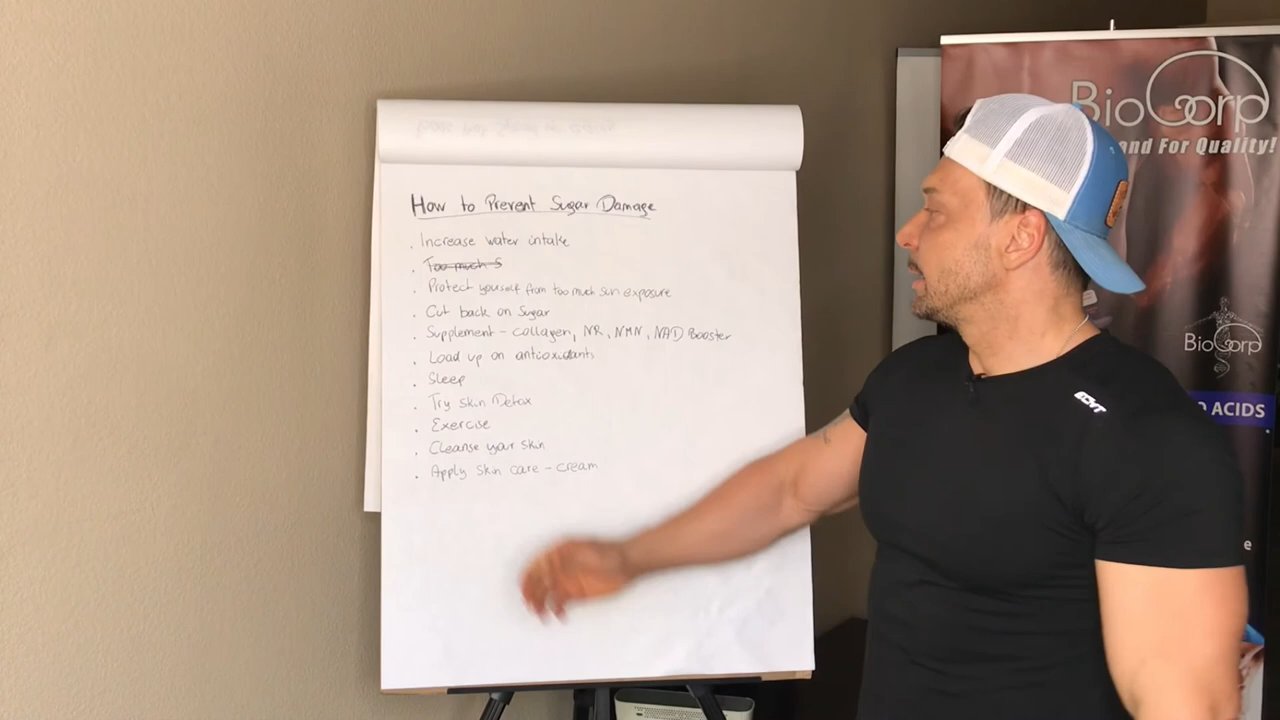 How to Prevent Sugar Damage
. Increase water intake
. Too much S
. Protect yourself from too much sun exposure
. Cut back on Sugar
. Supplement - collagen, NR, NMN, NAD Booster
. Load up on antioxidants
. Sleep
. Try skin Detox
. Exercise
. Cleanse your skin
. Apply skin care - cream
BioCorp
and For Quality!
BioCorp
O ACIDS
e